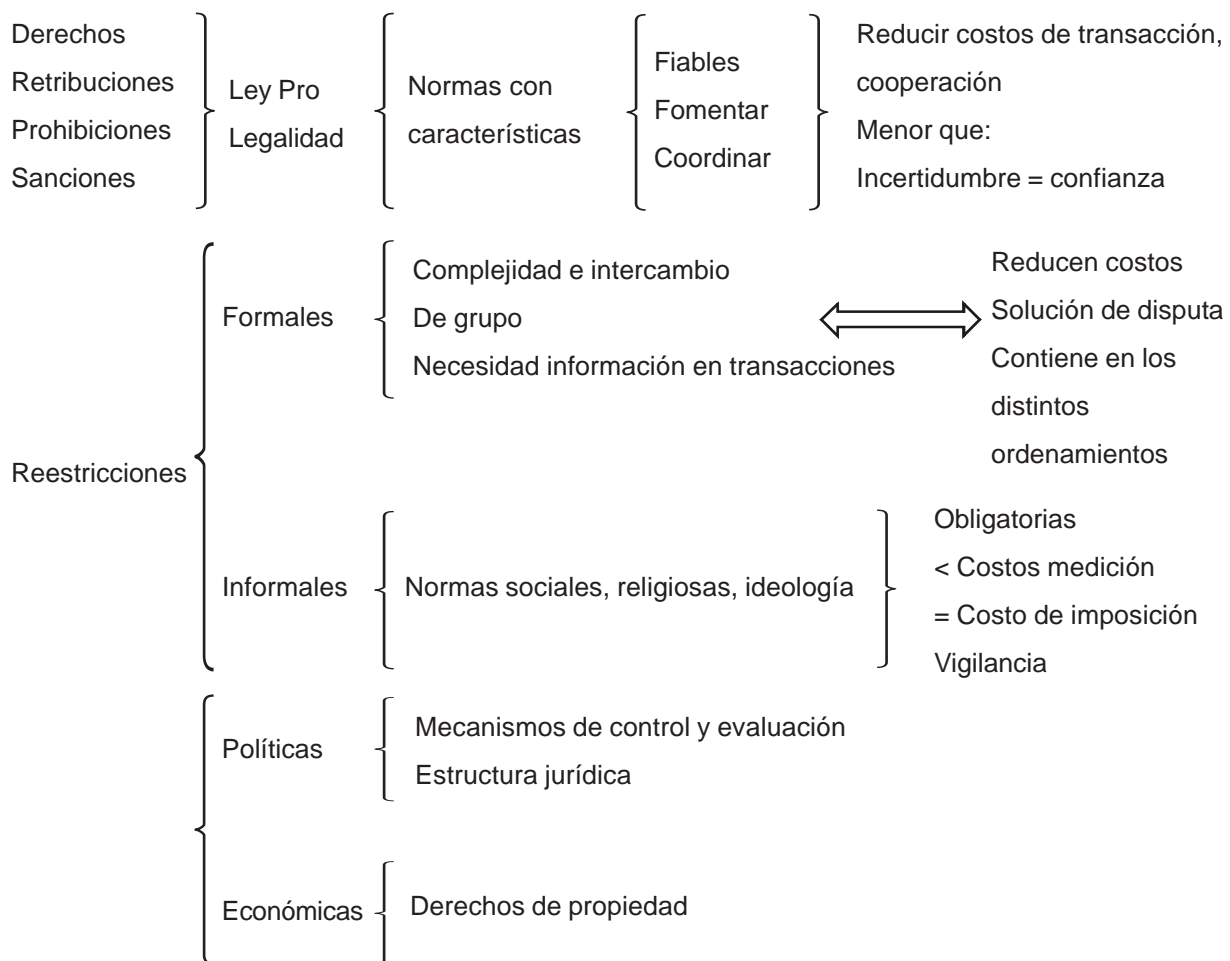 Derechos
Retribuciones
Prohibiciones
Sanciones
Ley Pro
Legalidad
Normas con
características
Fiables
Fomentar
Coordinar
Reducir costos de transacción,
cooperación
Menor que:
Incertidumbre = confianza
Reestricciones
Formales
Complejidad e intercambio
De grupo
Necesidad información en transacciones
Reducen costos
Solución de disputa
Contiene en los
distintos
ordenamientos
Informales
Normas sociales, religiosas, ideología
Obligatorias
< Costos medición
= Costo de imposición
Vigilancia
Políticas
Mecanismos de control y evaluación
Estructura jurídica
Económicas
Derechos de propiedad